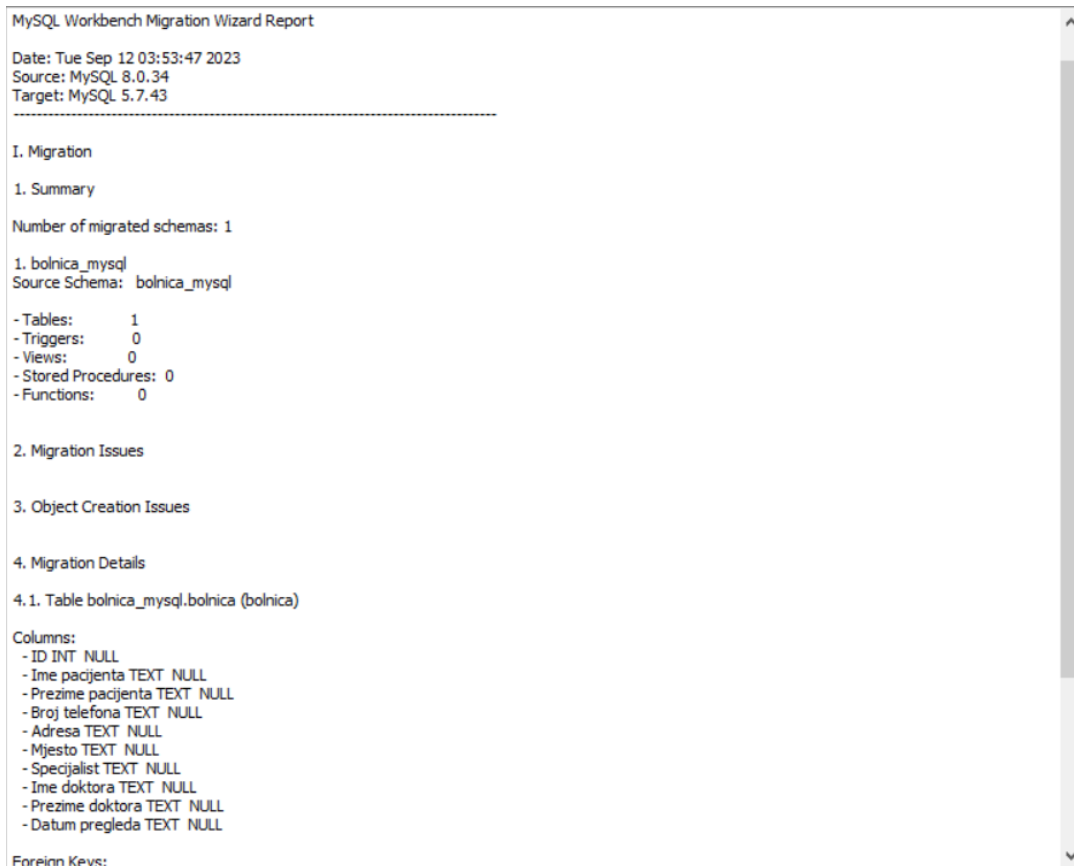 MySQL Workbench Migration Wizard Report
Date: Tue Sep 12 03:53:47 2023
Source: MySQL 8.0.34
Target: MySQL 5.7.43
------------------------------------------------------------------------------------
I. Migration
1. Summary
Number of migrated schemas: 1
1. bolnica_mysql
Source Schema: bolnica_mysql
- Tables: 1
- Triggers: 0
- Views: 0
- Stored Procedures: 0
- Functions: 0
2. Migration Issues
3. Object Creation Issues
4. Migration Details
4.1. Table bolnica_mysql.bolnica (bolnica)
Columns:
- ID INT NULL
- Ime pacijenta TEXT NULL
- Prezime pacijenta TEXT NULL
- Broj telefona TEXT NULL
- Adresa TEXT NULL
- Mjesto TEXT NULL
- Specijalist TEXT NULL
- Ime doktora TEXT NULL
- Prezime doktora TEXT NULL
- Datum pregleda TEXT NULL
Foreign Keys: